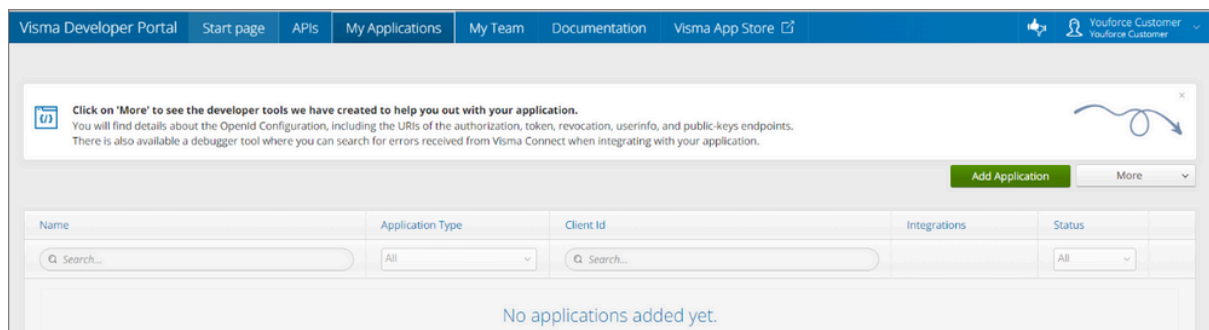 Visma Developer Portal Start page APIs My Applications My Team Documentation Visma App Store Youforce Customer
Youforce Customer
Click on 'More' to see the developer tools we have created to help you out with your application.
You will find details about the OpenId Configuration, including the URIs of the authorization, token, revocation, userinfo, and public-keys endpoints.
There is also available a debugger tool where you can search for errors received from Visma Connect when integrating with your application.
Add Application More
Name Application Type Client Id Integrations Status
Search... All Search... All
No applications added yet.